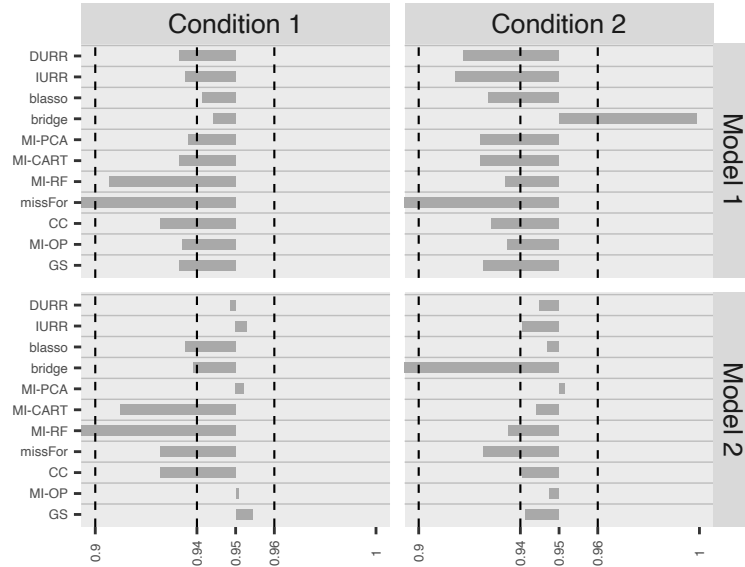 Condition 1
Condition 2
DURR
IURR
blasso
bridge
MI-PCA
MI-CART
MI-RF
missFor
CC
MI-OP
GS
Model 1
DURR
IURR
blasso
bridge
MI-PCA
MI-CART
MI-RF
missFor
CC
MI-OP
GS
Model 2
0.9
0.94
0.95
0.96
1
0.9
0.94
0.95
0.96
1